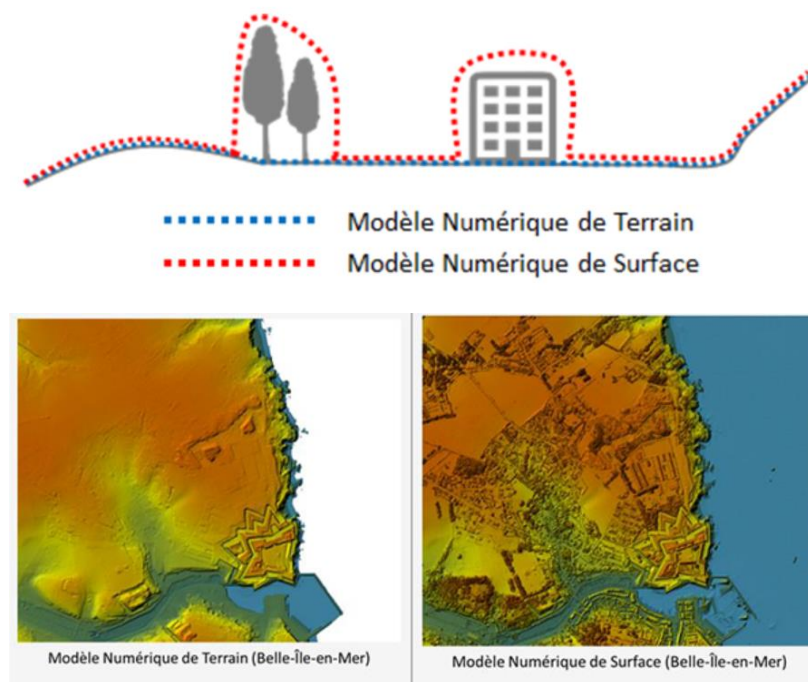 Modèle Numérique de Terrain
Modèle Numérique de Surface
Modèle Numérique de Terrain (Belle-Île-en-Mer)
Modèle Numérique de Surface (Belle-Île-en-Mer)